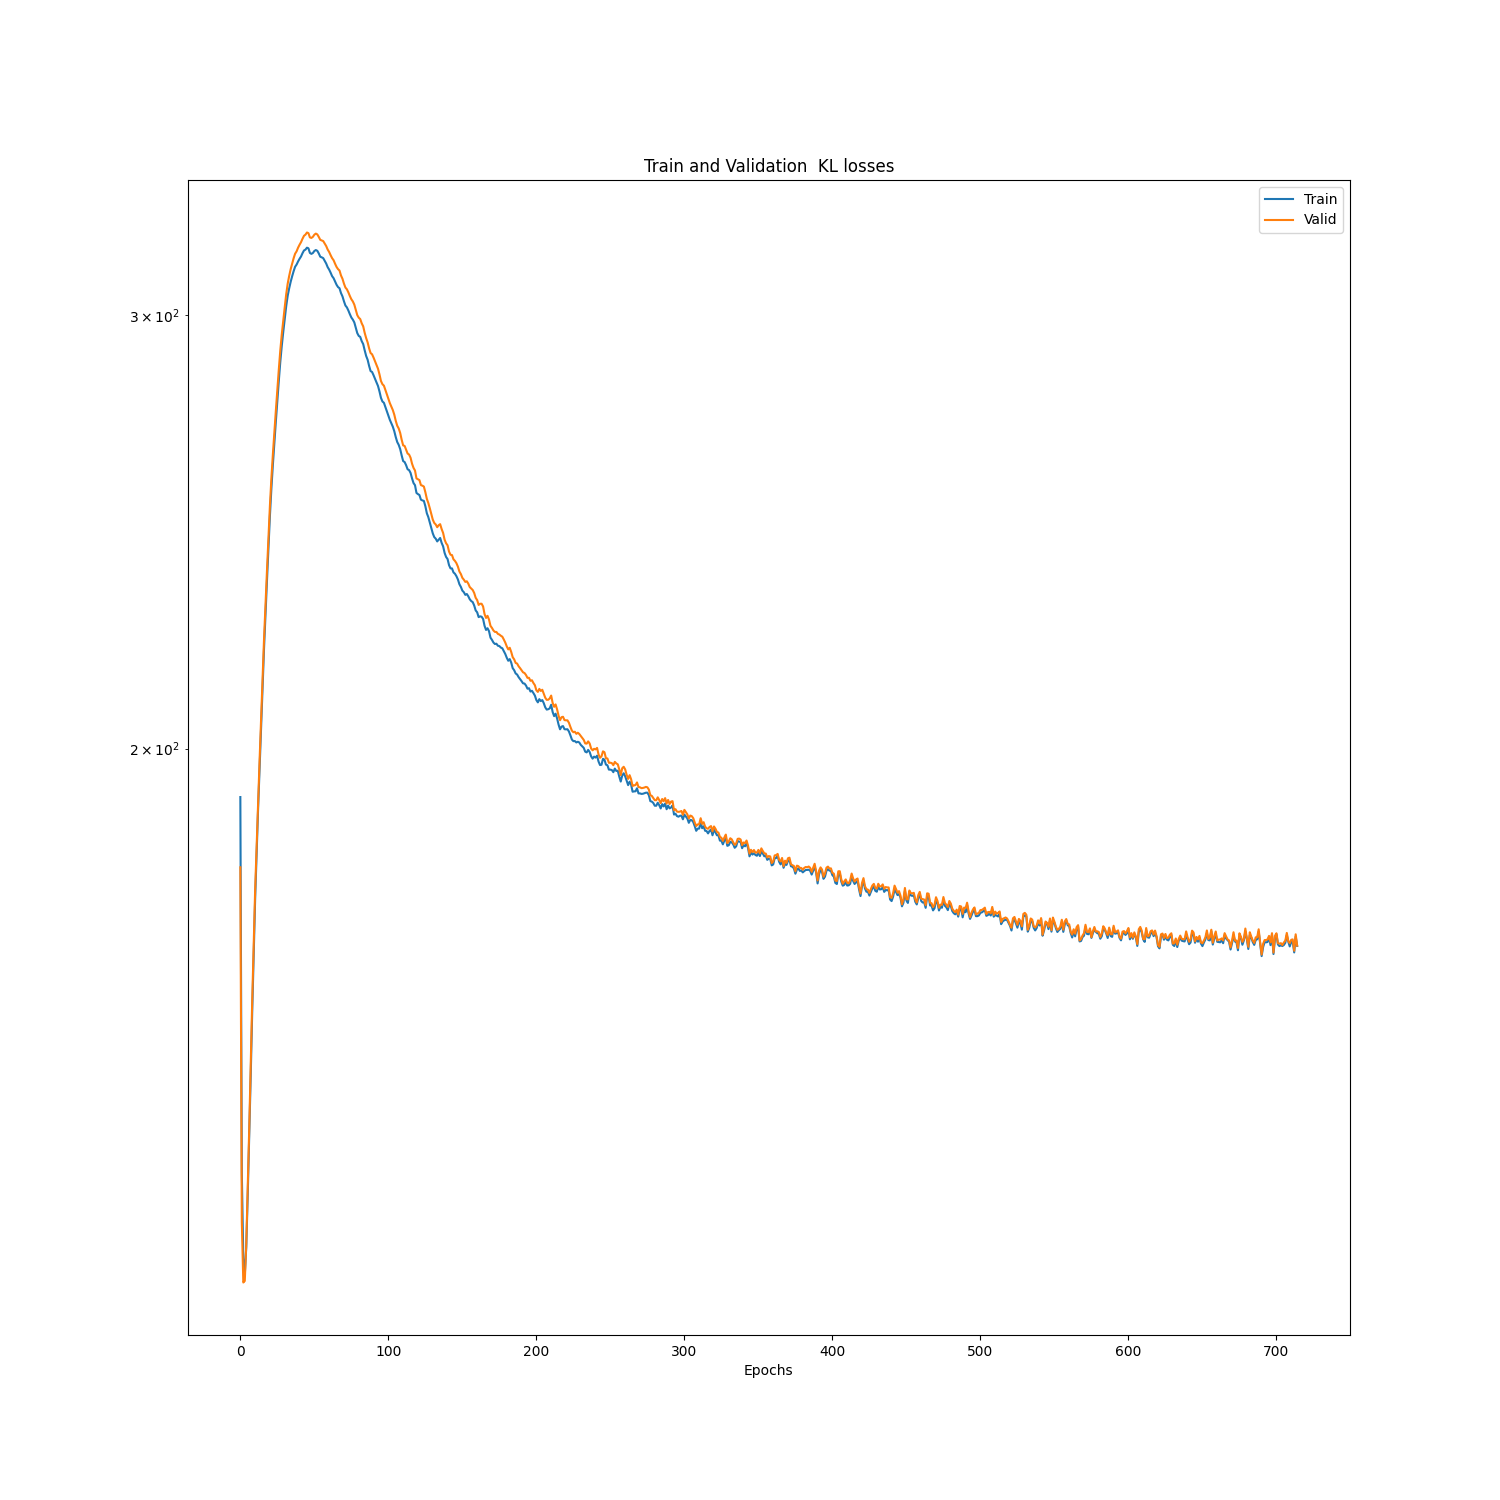 Train and Validation  KL losses
Train
Valid
3 × 10²
2 × 10²
0 100 200 300 400 500 600 700
Epochs